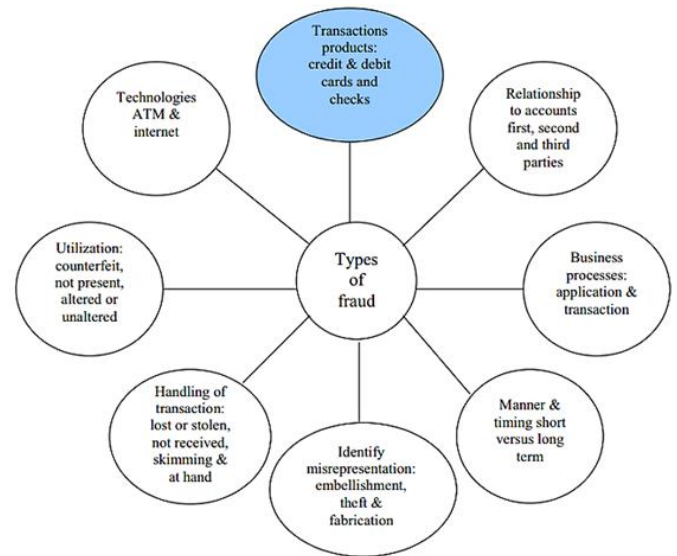 Transactions
products:
credit & debit
cards and
checks
Technologies
ATM &
internet
Relationship
to accounts
first, second
and third
parties
Utilization:
counterfeit,
not present,
altered or
unaltered
Types
of
fraud
Business
processes:
application &
transaction
Handling of
transaction:
lost or stolen,
not received,
skimming &
at hand
Identify
misrepresentation:
embellishment,
theft &
fabrication
Manner &
timing short
versus long
term